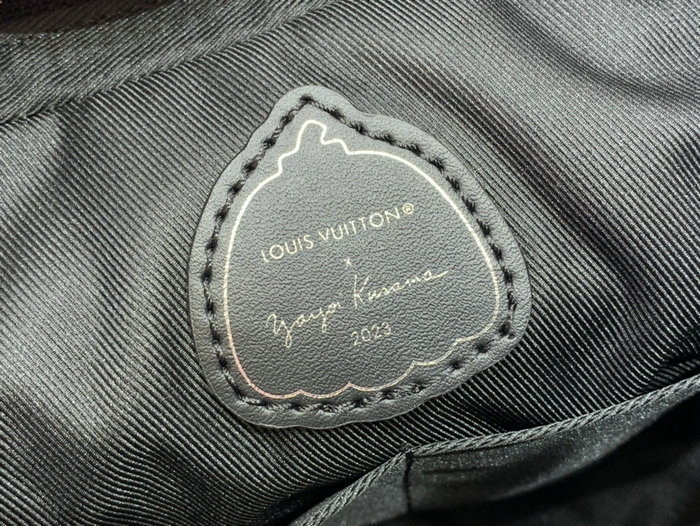 LOUIS VUITTON®
x
Yayoi Kusama
2023